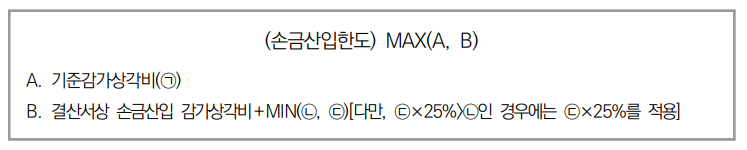 (손금산입한도) MAX(A, B)
A. 기준감가상각비(㉠)
B. 결산서상 손금산입 감가상각비+MIN(㉡, ㉢)[다만, ㉢×25%>㉡인 경우에는 ㉢×25%를 적용]